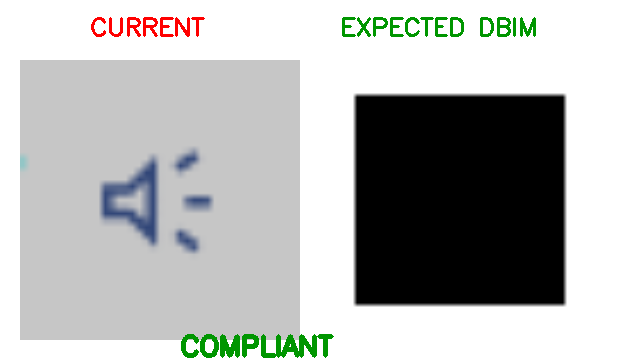 CURRENT
EXPECTED DBIM
COMPLIANT